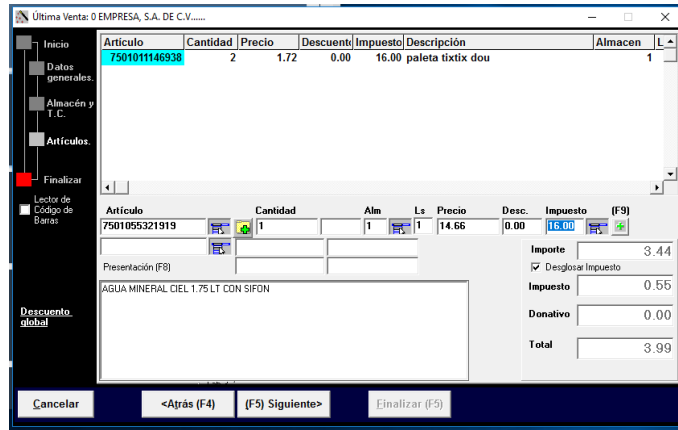 Última Venta: 0 EMPRESA, S.A. DE C.V......
Inicio
Datos generales.
Almacén y T.C.
Artículos.
Finalizar
Lector de Código de Barras
Descuento global
Artículo Cantidad Precio Descuento Impuesto Descripción Almacen L
7501011146938 2 1.72 0.00 16.00 paleta tixtix dou 1
Artículo Cantidad Alm Ls Precio Desc. Impuesto (F9)
7501055321919 1 1 1 14.66 0.00 16.00
Presentación (F8)
AGUA MINERAL CIEL 1.75 LT CON SIFON
Importe 3.44
Desglosar Impuesto
Impuesto 0.55
Donativo 0.00
Total 3.99
Cancelar <Atrás (F4) (F5) Siguiente> Finalizar (F5)